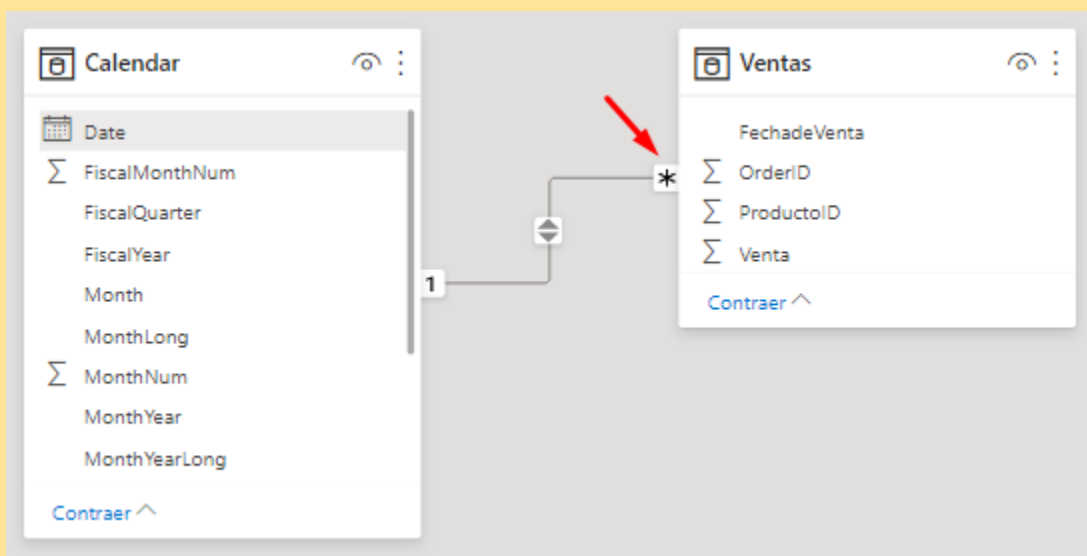 Calendar
Date
FiscalMonthNum
FiscalQuarter
FiscalYear
Month
MonthLong
MonthNum
MonthYear
MonthYearLong
Contraer
1
*
Ventas
FechadeVenta
OrderID
ProductoID
Venta
Contraer